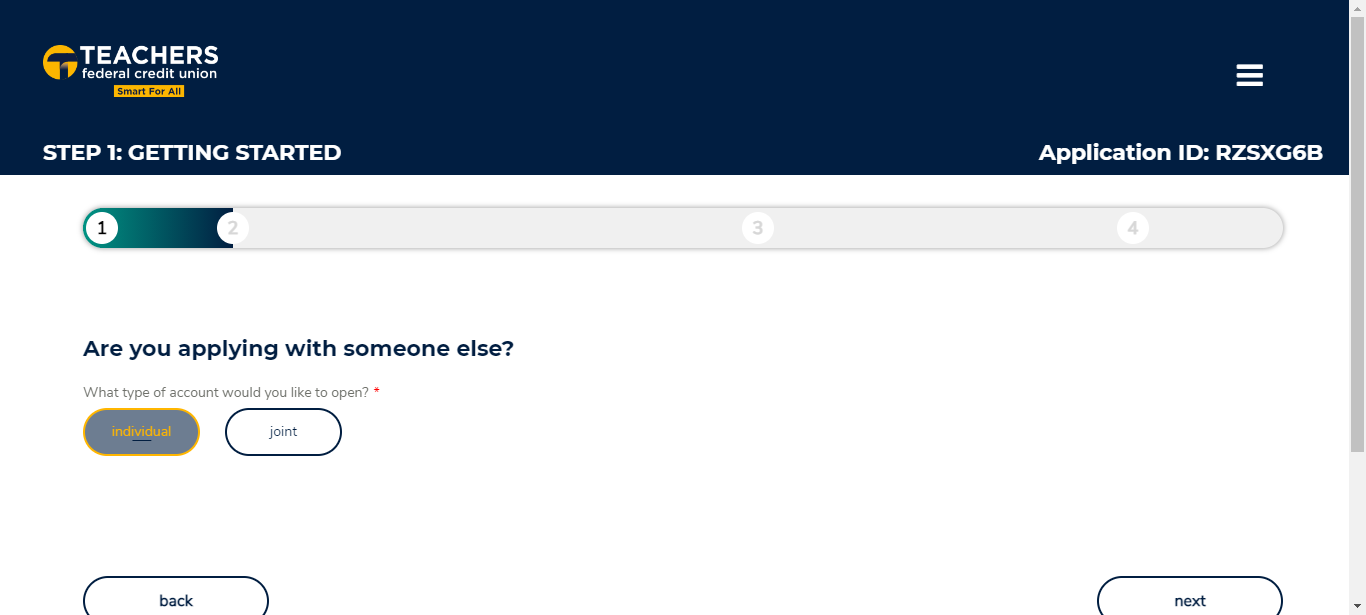 TEACHERS
federal credit union
Smart For All
STEP 1: GETTING STARTED
Application ID: RZSXG6B
1
2
3
4
Are you applying with someone else?
What type of account would you like to open? *
individual
joint
back
next